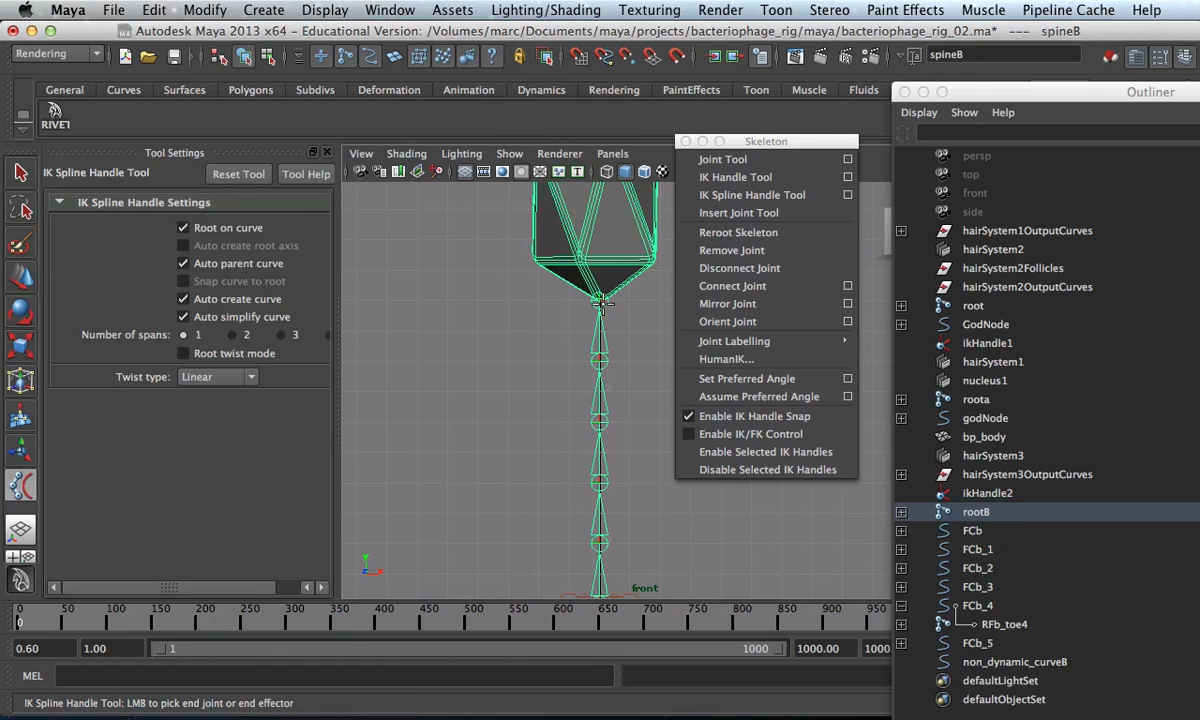 Maya File Edit Modify Create Display Window Assets Lighting/Shading Texturing Render Toon Stereo Paint Effects Muscle Pipeline Cache Help
Autodesk Maya 2013 x64 - Educational Version: /Volumes/marc/Documents/maya/projects/bacteriophage_rig/maya/bacteriophage_rig_02.ma* --- spineB
Rendering
spineB
General Curves Surfaces Polygons Subdivs Deformation Animation Dynamics Rendering PaintEffects Toon Muscle Fluids
RIVET
Tool Settings
IK Spline Handle Tool Reset Tool Tool Help
IK Spline Handle Settings
Root on curve
Auto create root axis
Auto parent curve
Snap curve to root
Auto create curve
Auto simplify curve
Number of spans: 1 2 3
Root twist mode
Twist type: Linear
View Shading Lighting Show Renderer Panels
front
Skeleton
Joint Tool
IK Handle Tool
IK Spline Handle Tool
Insert Joint Tool
Reroot Skeleton
Remove Joint
Disconnect Joint
Connect Joint
Mirror Joint
Orient Joint
Joint Labelling
HumanIK...
Set Preferred Angle
Assume Preferred Angle
Enable IK Handle Snap
Enable IK/FK Control
Enable Selected IK Handles
Disable Selected IK Handles
Outliner
Display Show Help
persp
top
front
side
hairSystem1OutputCurves
hairSystem2
hairSystem2Follicles
hairSystem2OutputCurves
root
GodNode
ikHandle1
hairSystem1
nucleus1
roota
godNode
bp_body
hairSystem3
hairSystem3OutputCurves
ikHandle2
rootB
FCb
FCb_1
FCb_2
FCb_3
FCb_4
RFb_toe4
FCb_5
non_dynamic_curveB
defaultLightSet
defaultObjectSet
0 50 100 150 200 250 300 350 400 450 500 550 600 650 700 750 800 850 900 950
0
0.60 1.00 1 1000 1000.00 1000.
MEL
IK Spline Handle Tool: LMB to pick end joint or end effector